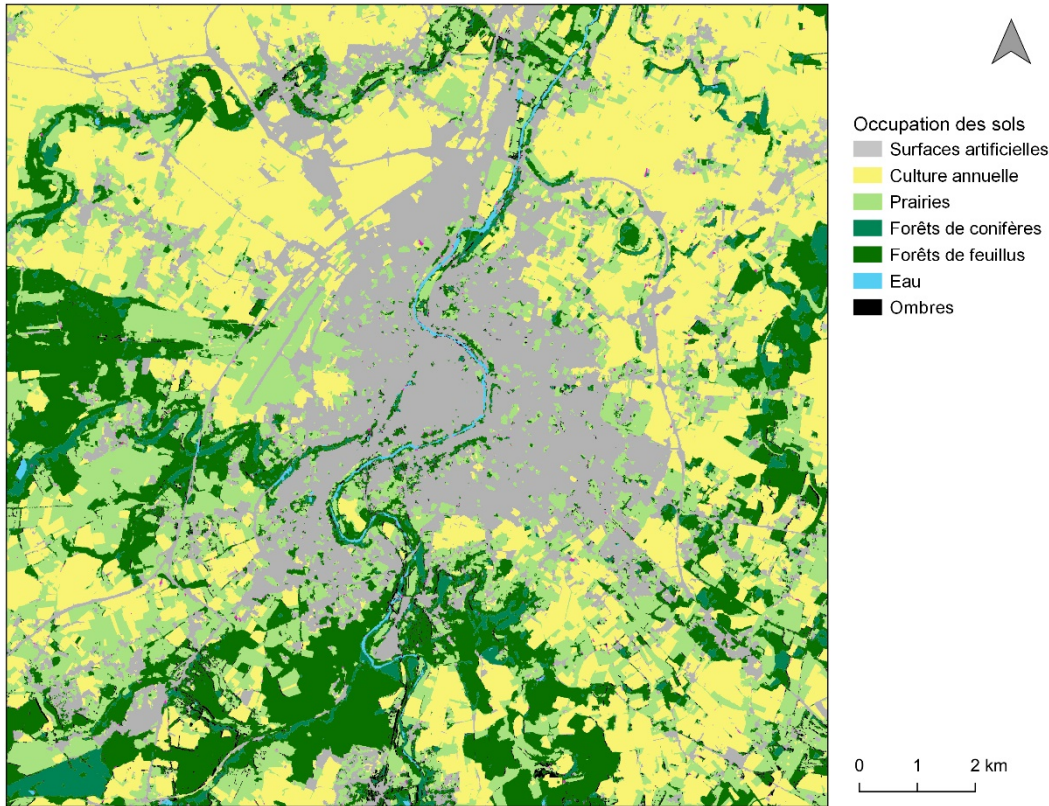 Occupation des sols
Surfaces artificielles
Culture annuelle
Prairies
Forêts de conifères
Forêts de feuillus
Eau
Ombres
0 1 2 km